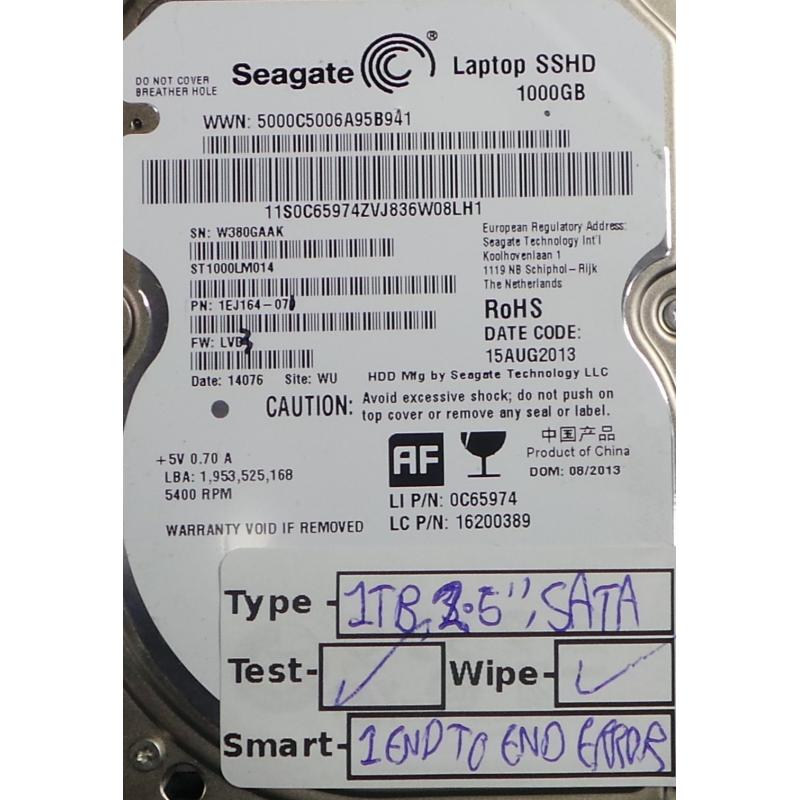 DO NOT COVER
BREATHER HOLE
Seagate®
Laptop SSHD
1000GB
WWN: 5000C5006A95B941
11S0C65974ZVJ836W08LH1
SN: W380GAAK
ST1000LM014
PN: 1EJ164-071
FW: LVD3
Date: 14076 Site: WU
European Regulatory Address:
Seagate Technology Int'l
Koolhovenlaan 1
1119 NB Schiphol-Rijk
The Netherlands
RoHS
DATE CODE:
15AUG2013
HDD Mfg by Seagate Technology LLC
CAUTION: Avoid excessive shock; do not push on
top cover or remove any seal or label.
+5V 0.70 A
LBA: 1,953,525,168
5400 RPM
AF
中国产品
Product of China
DOM: 08/2013
LI P/N: 0C65974
LC P/N: 16200389
WARRANTY VOID IF REMOVED
Type - 1TB, 2.5", SATA
Test- ✓ Wipe- ✓
Smart- 1 END TO END ERROR